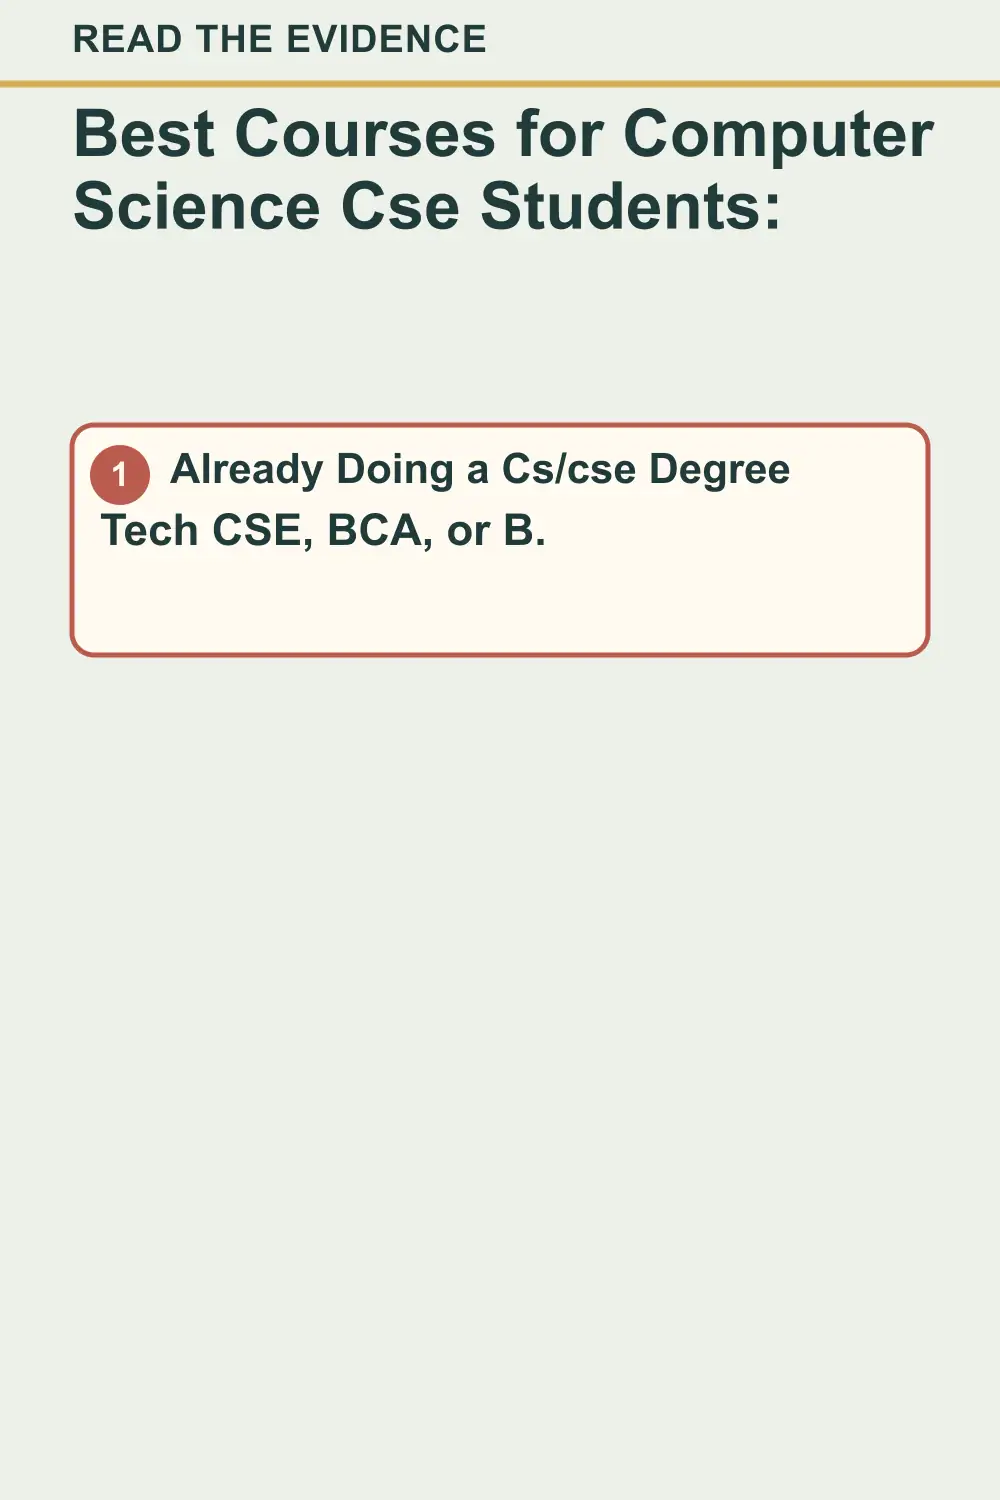 READ THE EVIDENCE
Best Courses for Computer
Science Cse Students:
1 Already Doing a Cs/cse Degree
Tech CSE, BCA, or B.